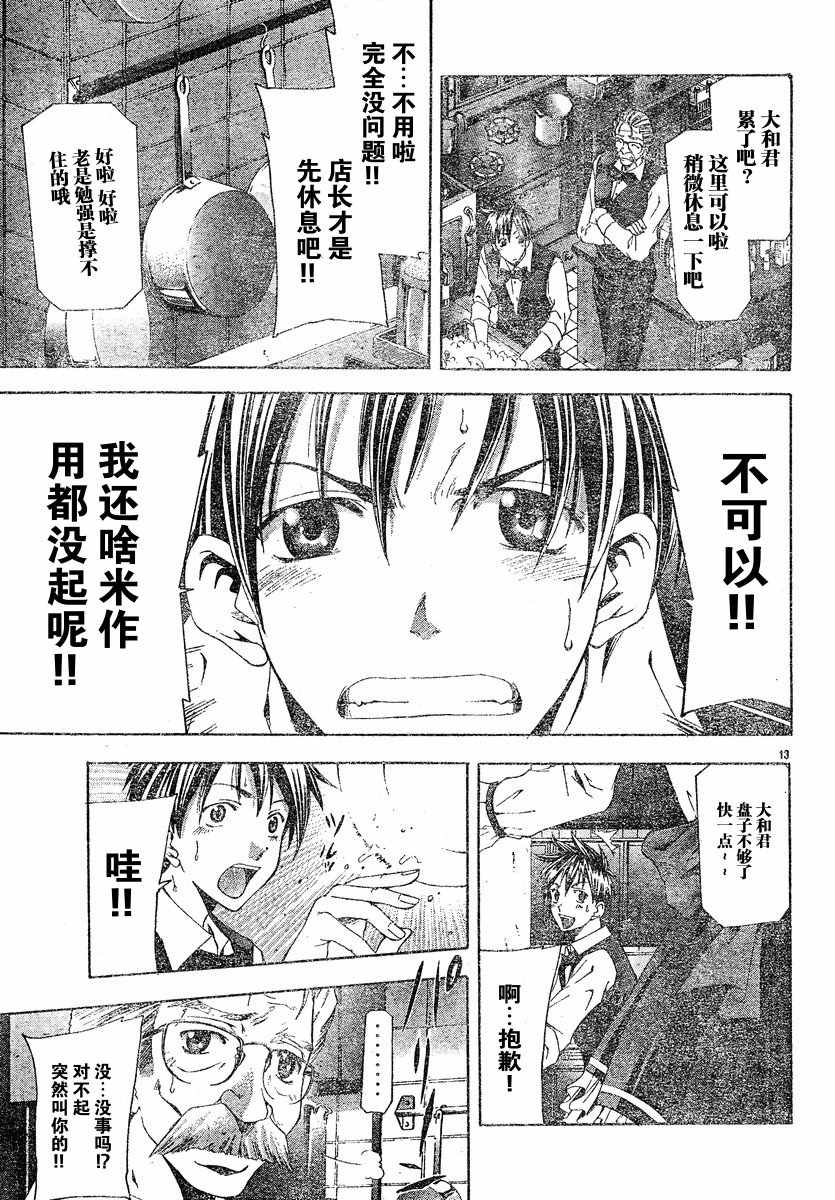 大和君
累了吧?
这里可以啦
稍微休息一下吧
不…不用啦
完全没问题!!
店长才是
先休息吧!!
好啦 好啦
老是勉强是撑不
住的哦
不可以!!
我还啥米作
用都没起呢!!
13
大和君
盘子不够了
快一点~~
啊…抱歉!
哇!!
………
没…没事吗!?
对不起
突然叫你的!!